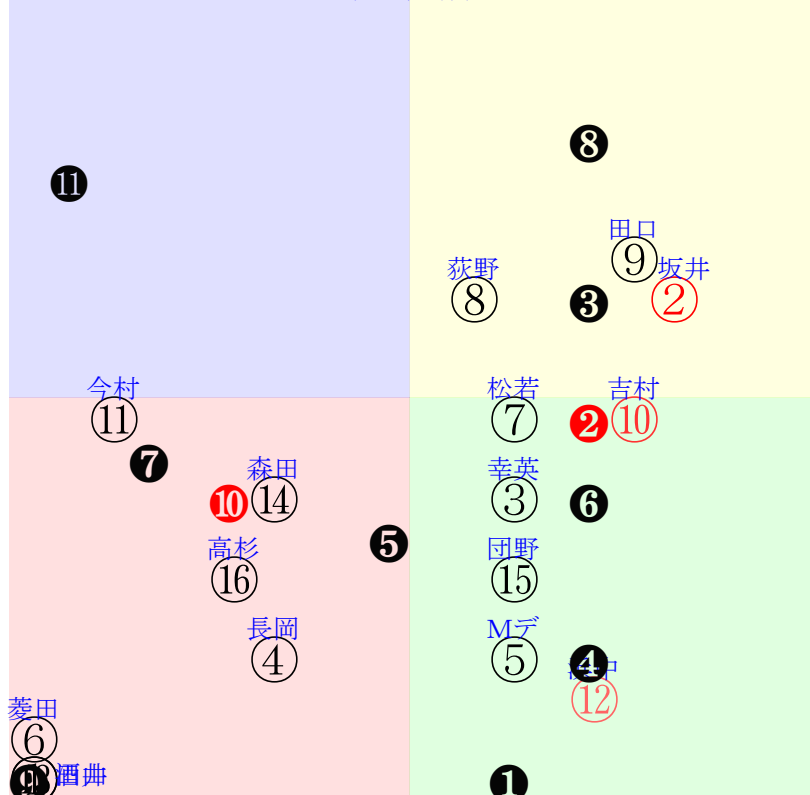 ❽
⓫
田口
⑨
荻野
坂井
⑧
❸
②
今村
松若
吉村
⑪
⑦
❷
⑩
❼
森田
幸英
❿
⑭
③
❻
❺
高杉
団野
⑯
⑮
長岡
Mデ
④
⑤
❹
⑫
菱田
⑥
❾
❶